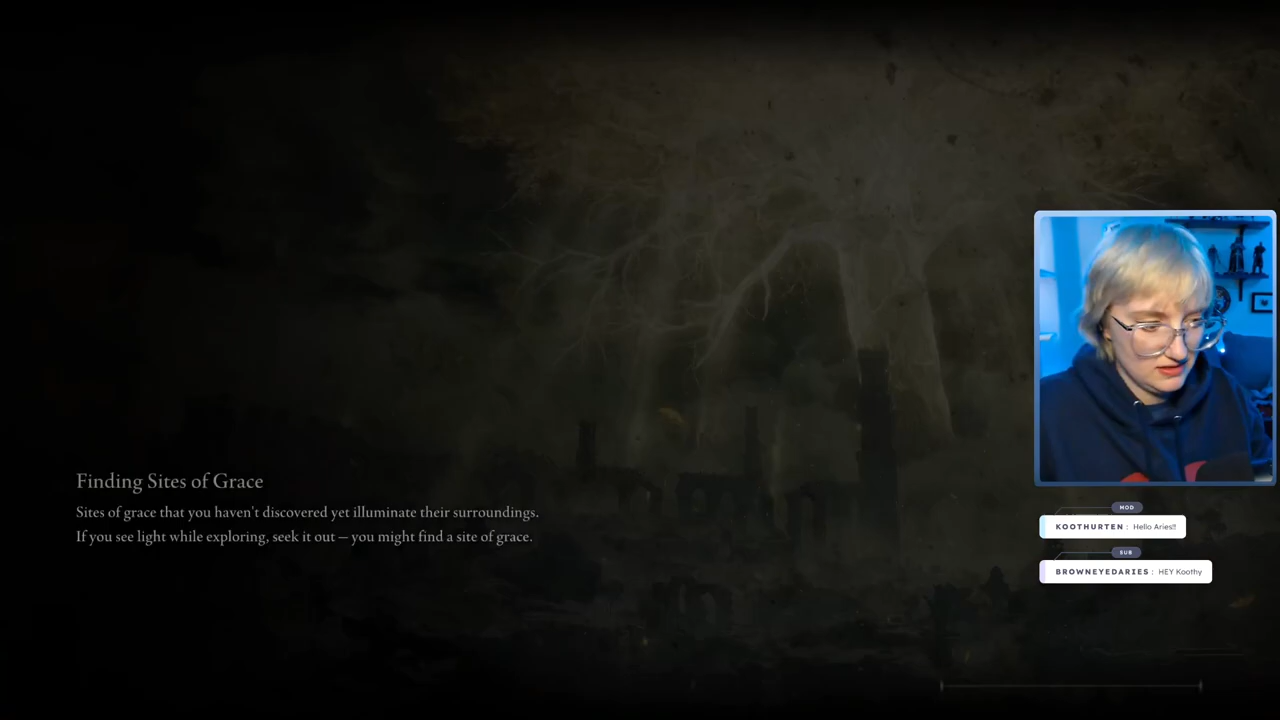 Finding Sites of Grace
Sites of grace that you haven't discovered yet illuminate their surroundings.
If you see light while exploring, seek it out — you might find a site of grace.
MOD
KOOTHURTEN : Hello Aries!!
SUB
BROWNEYEDARIES : HEY Koothy